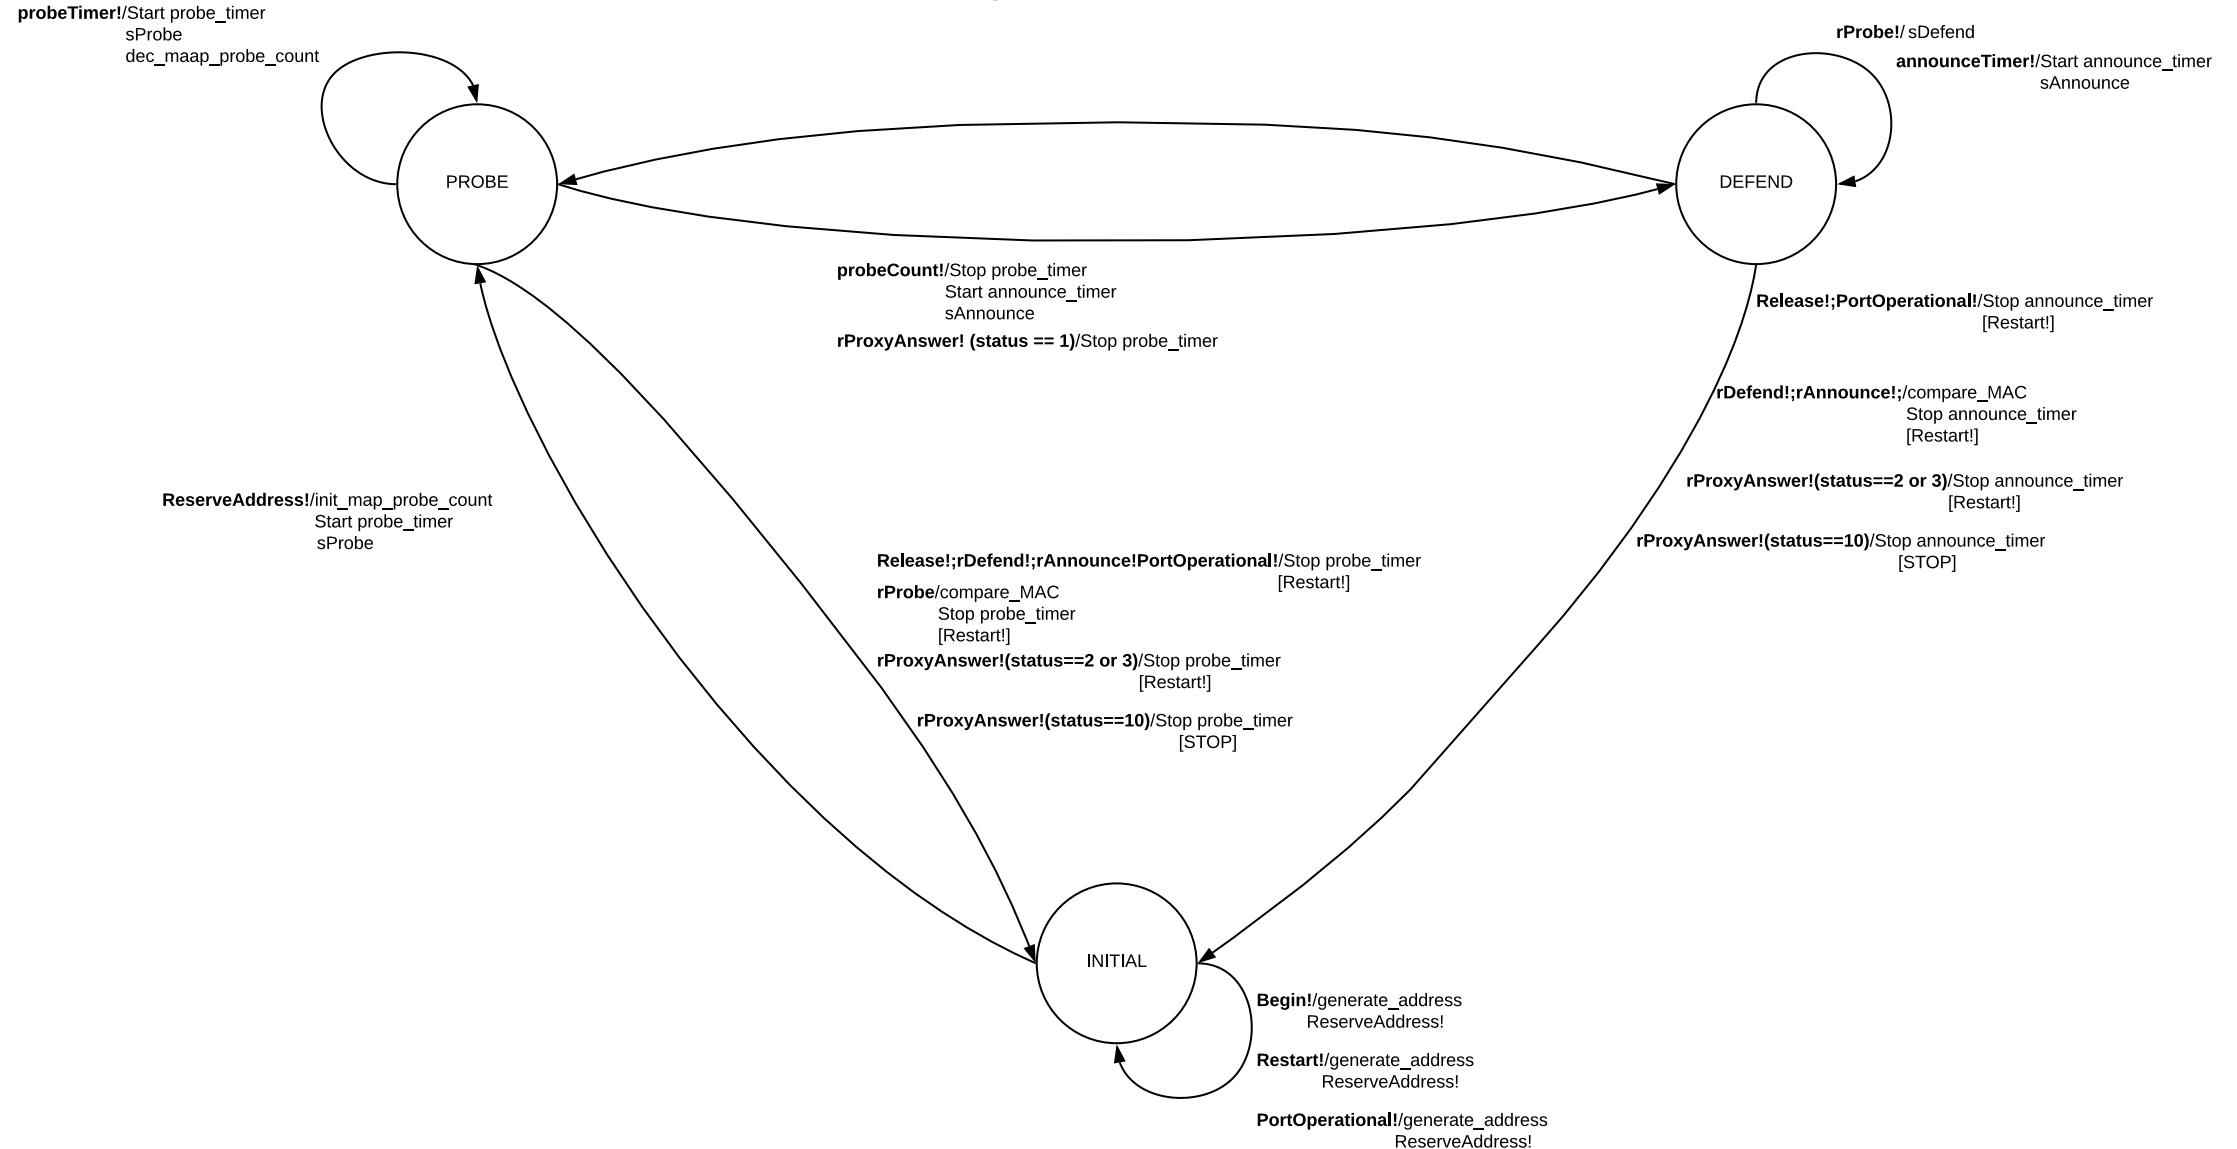 probeTimer!/Start probe_timer
sProbe
dec_maap_probe_count
rProbe!/ sDefend
announceTimer!/Start announce_timer
sAnnounce
PROBE
DEFEND
probeCount!/Stop probe_timer
Start announce_timer
sAnnounce
rProxyAnswer! (status == 1)/Stop probe_timer
Release!;PortOperational!/Stop announce_timer
[Restart!]
rDefend!;rAnnounce!;/compare_MAC
Stop announce_timer
[Restart!]
rProxyAnswer!(status==2 or 3)/Stop announce_timer
[Restart!]
rProxyAnswer!(status==10)/Stop announce_timer
[STOP]
ReserveAddress!/init_map_probe_count
Start probe_timer
sProbe
Release!;rDefend!;rAnnounce!PortOperational!/Stop probe_timer
[Restart!]
rProbe/compare_MAC
Stop probe_timer
[Restart!]
rProxyAnswer!(status==2 or 3)/Stop probe_timer
[Restart!]
rProxyAnswer!(status==10)/Stop probe_timer
[STOP]
INITIAL
Begin!/generate_address
ReserveAddress!
Restart!/generate_address
ReserveAddress!
PortOperational!/generate_address
ReserveAddress!